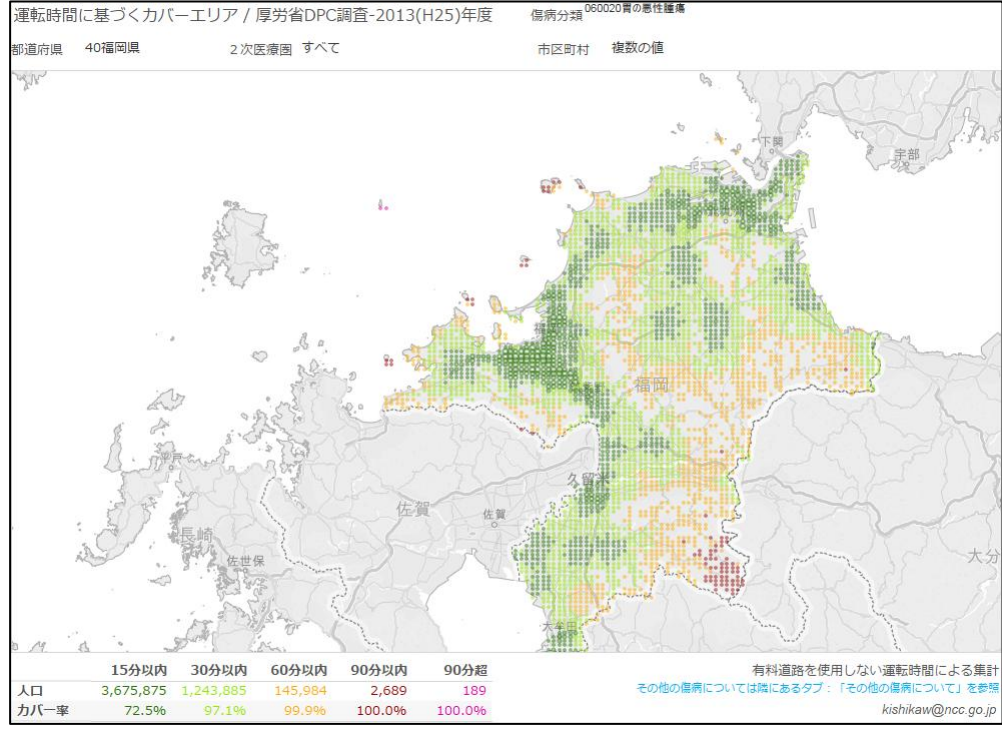 運転時間に基づくカバーエリア / 厚労省DPC調査-2013(H25)年度 傷病分類 060020胃の悪性腫瘍
都道府県 40福岡県 2次医療圏 すべて 市区町村 複数の値
下関
宇部
福岡
久留
平戸
佐賀
佐賀
長崎
佐世保
大分
大牟田
15分以内 30分以内 60分以内 90分以内 90分超
人口 3,675,875 1,243,885 145,984 2,689 189
カバー率 72.5% 97.1% 99.9% 100.0% 100.0%
有料道路を使用しない運転時間による集計
その他の傷病については隣にあるタブ：「その他の傷病について」を参照
kishikaw@ncc.go.jp